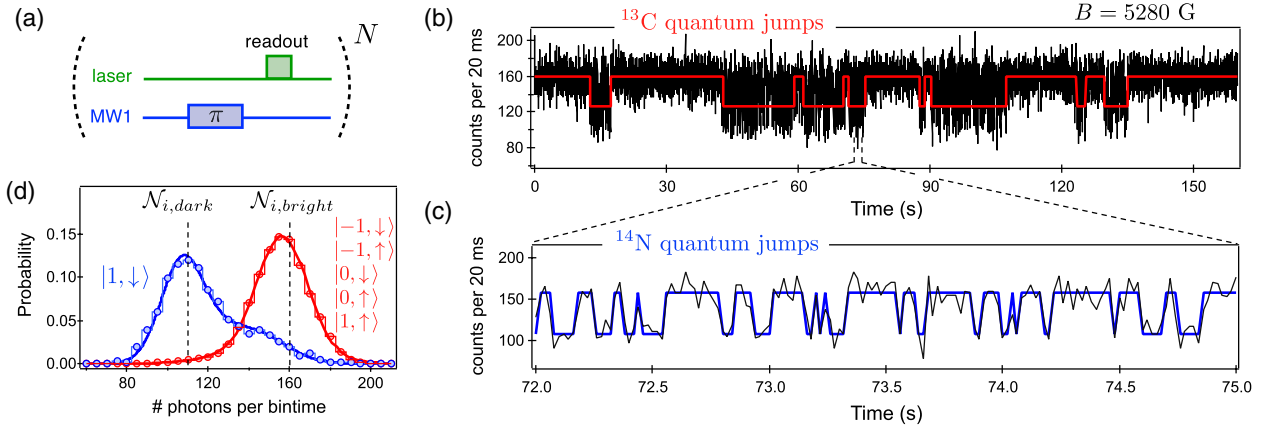 (a)
readout
N
laser
MW1
π
(b)
¹³C quantum jumps
B = 5280 G
counts per 20 ms
200
160
120
80
0
30
60
90
120
150
Time (s)
(c)
¹⁴N quantum jumps
counts per 20 ms
200
150
100
72.0
72.5
73.0
73.5
74.0
74.5
75.0
Time (s)
(d)
𝒩i,dark
𝒩i,bright
Probability
0.15
0.10
0.05
0.00
|1,↓⟩
|−1,↓⟩
|−1,↑⟩
|0,↓⟩
|0,↑⟩
|1,↑⟩
80
120
160
200
# photons per bintime